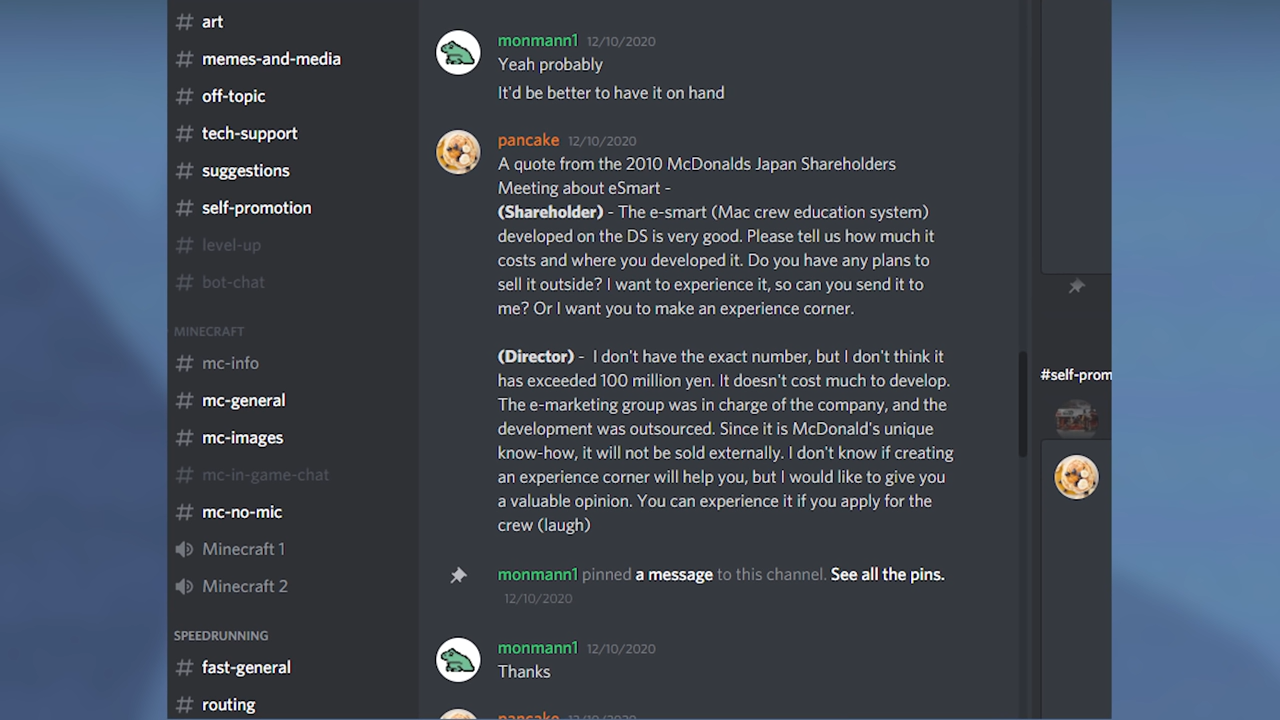 # art
# memes-and-media
# off-topic
# tech-support
# suggestions
# self-promotion
# level-up
# bot-chat
MINECRAFT
# mc-info
# mc-general
# mc-images
# mc-in-game-chat
# mc-no-mic
Minecraft 1
Minecraft 2
SPEEDRUNNING
# fast-general
# routing
monmann1 12/10/2020
Yeah probably
It'd be better to have it on hand
pancake 12/10/2020
A quote from the 2010 McDonalds Japan Shareholders
Meeting about eSmart -
(Shareholder) - The e-smart (Mac crew education system)
developed on the DS is very good. Please tell us how much it
costs and where you developed it. Do you have any plans to
sell it outside? I want to experience it, so can you send it to
me? Or I want you to make an experience corner.
(Director) - I don't have the exact number, but I don't think it
has exceeded 100 million yen. It doesn't cost much to develop.
The e-marketing group was in charge of the company, and the
development was outsourced. Since it is McDonald's unique
know-how, it will not be sold externally. I don't know if creating
an experience corner will help you, but I would like to give you
a valuable opinion. You can experience it if you apply for the
crew (laugh)
monmann1 pinned a message to this channel. See all the pins.
12/10/2020
monmann1 12/10/2020
Thanks
pancake 12/10/2020
#self-prom